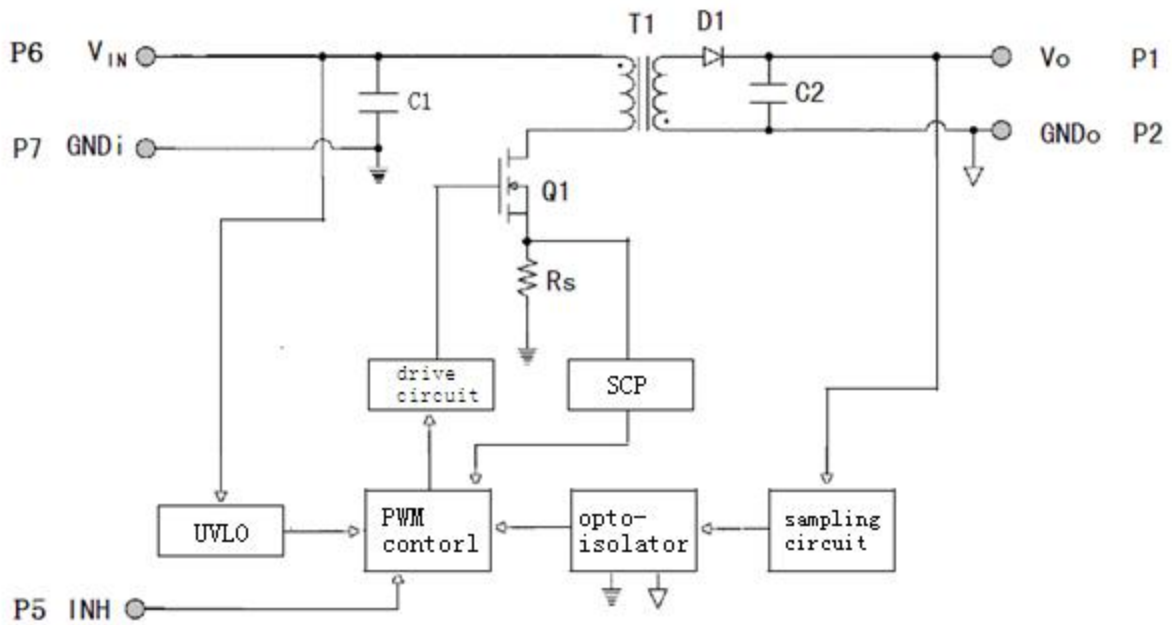 T1 D1
P6 VIN
C1
C2
Vo P1
P7 GNDi
GNDo P2
Q1
Rs
drive
circuit
SCP
UVLO
PWM
contorl
opto-
isolator
sampling
circuit
P5 INH